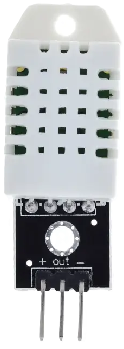 + out -